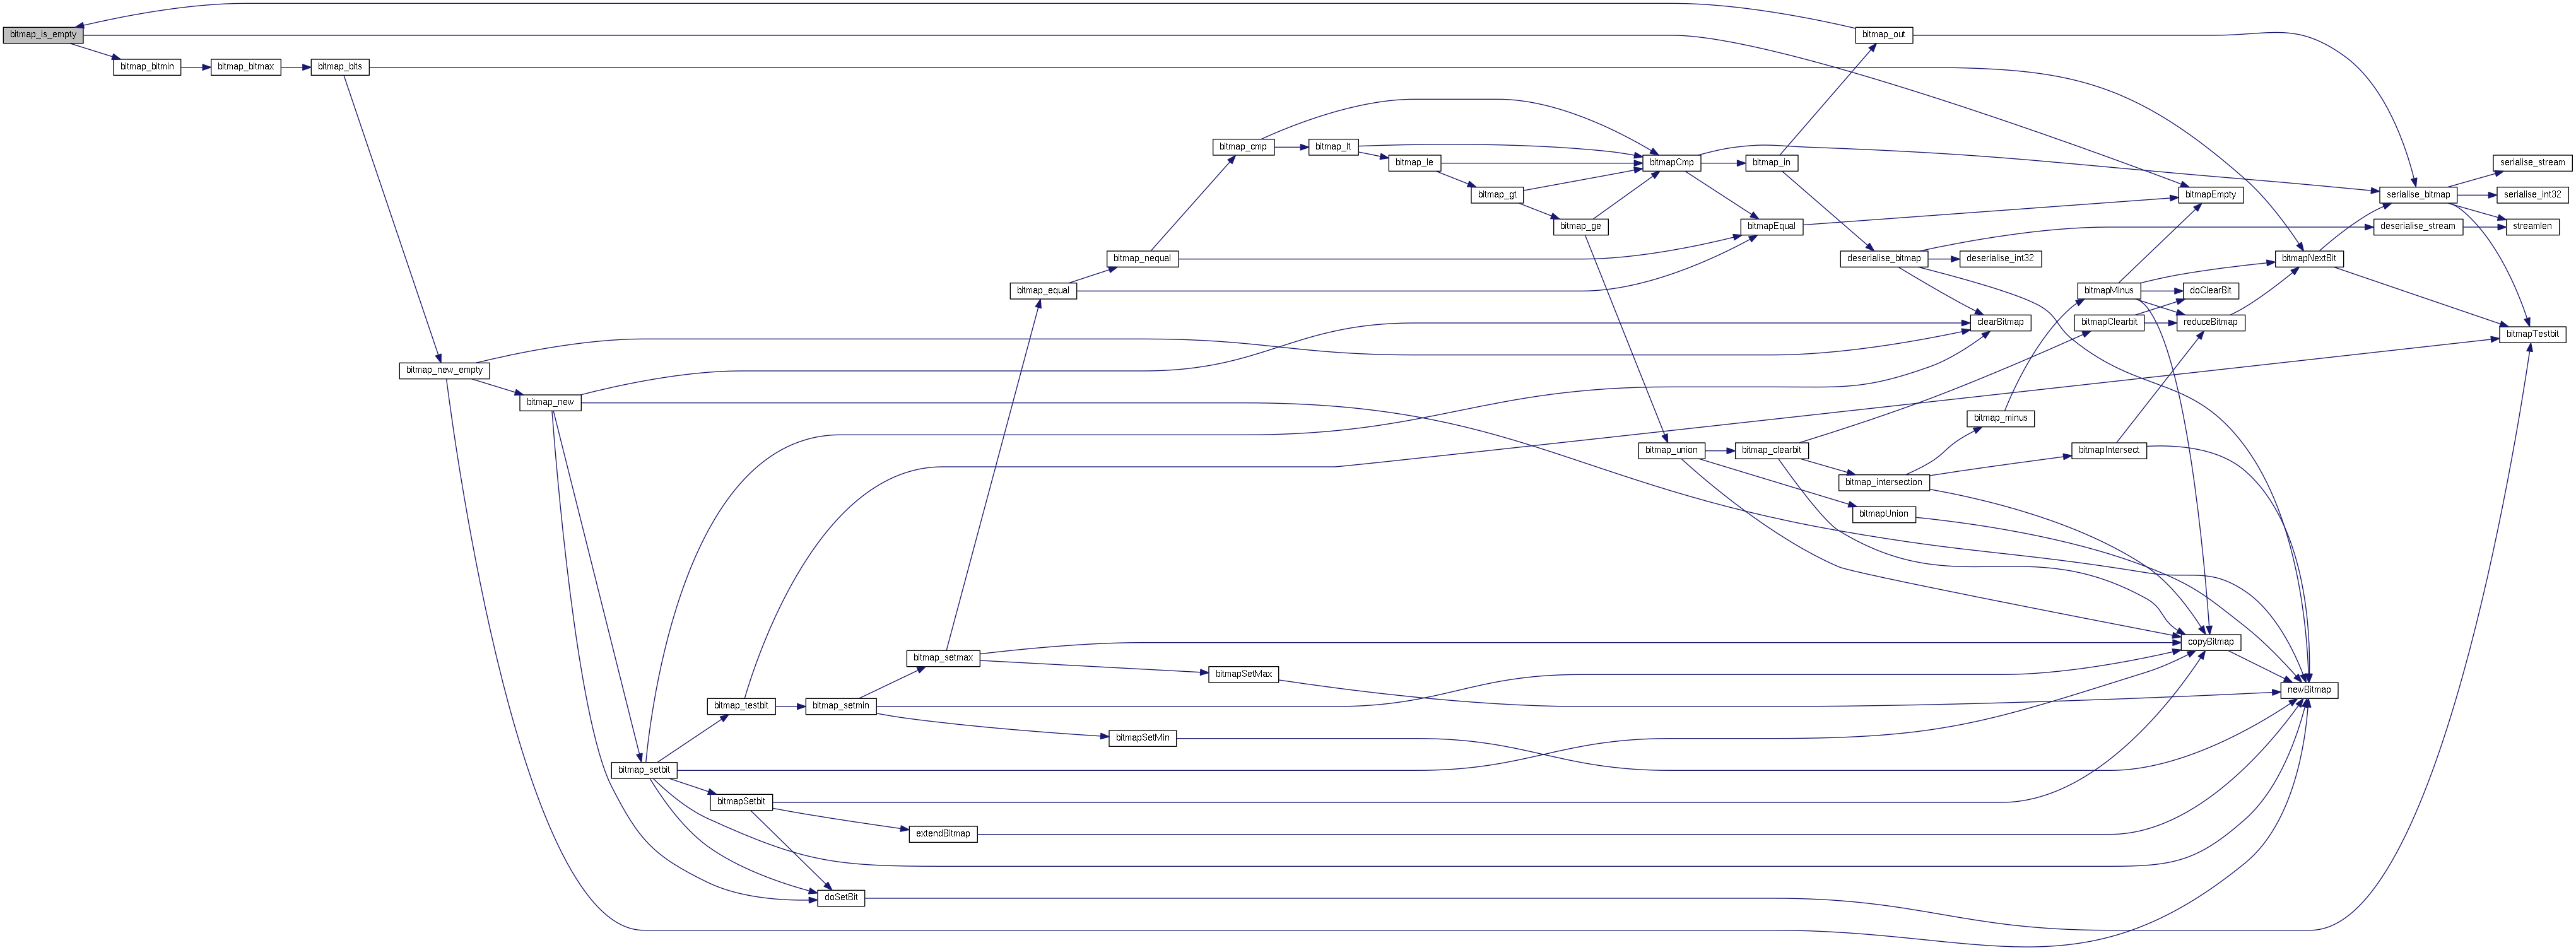 bitmap_is_empty
bitmap_out
bitmap_bitmin
bitmap_bitmax
bitmap_bits
bitmap_cmp
bitmap_lt
bitmap_le
bitmapCmp
bitmap_in
serialise_stream
bitmap_gt
bitmapEmpty
serialise_bitmap
serialise_int32
bitmap_ge
bitmapEqual
deserialise_stream
streamlen
bitmap_nequal
deserialise_bitmap
deserialise_int32
bitmapNextBit
bitmap_equal
bitmapMinus
doClearBit
clearBitmap
bitmapClearbit
reduceBitmap
bitmapTestbit
bitmap_new_empty
bitmap_new
bitmap_minus
bitmap_union
bitmap_clearbit
bitmapIntersect
bitmap_intersection
bitmapUnion
copyBitmap
bitmap_setmax
bitmapSetMax
newBitmap
bitmap_testbit
bitmap_setmin
bitmapSetMin
bitmap_setbit
bitmapSetbit
extendBitmap
doSetBit